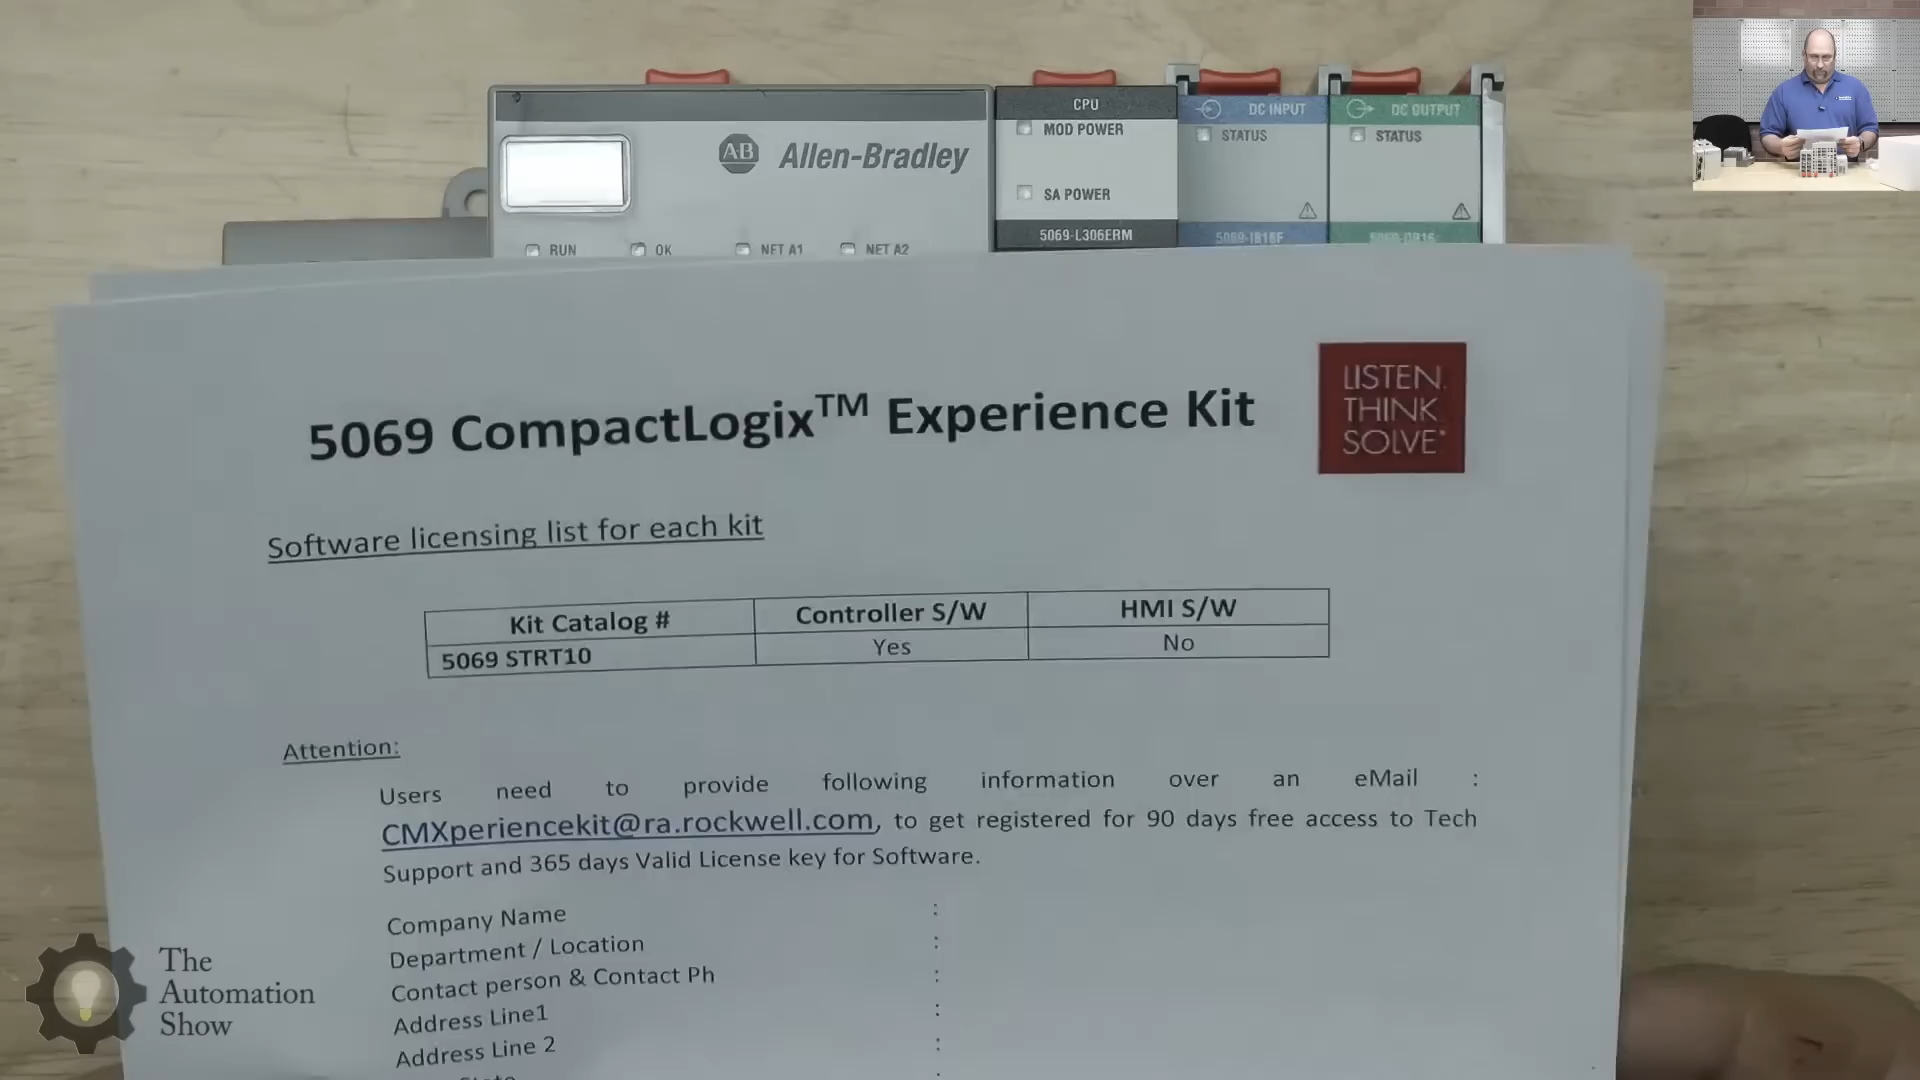 AB Allen-Bradley
RUN OK NET A1 NET A2
CPU
MOD POWER
SA POWER
5069-L306ERM
DC INPUT
STATUS
5069-IB16F
DC OUTPUT
STATUS
5069 CompactLogix™ Experience Kit
LISTEN.
THINK.
SOLVE.®
Software licensing list for each kit
Kit Catalog # Controller S/W HMI S/W
5069 STRT10 Yes No
Attention:
Users need to provide following information over an eMail :
CMXperiencekit@ra.rockwell.com, to get registered for 90 days free access to Tech
Support and 365 days Valid License key for Software.
Company Name :
Department / Location :
Contact person & Contact Ph :
Address Line1 :
Address Line 2 :
The
Automation
Show